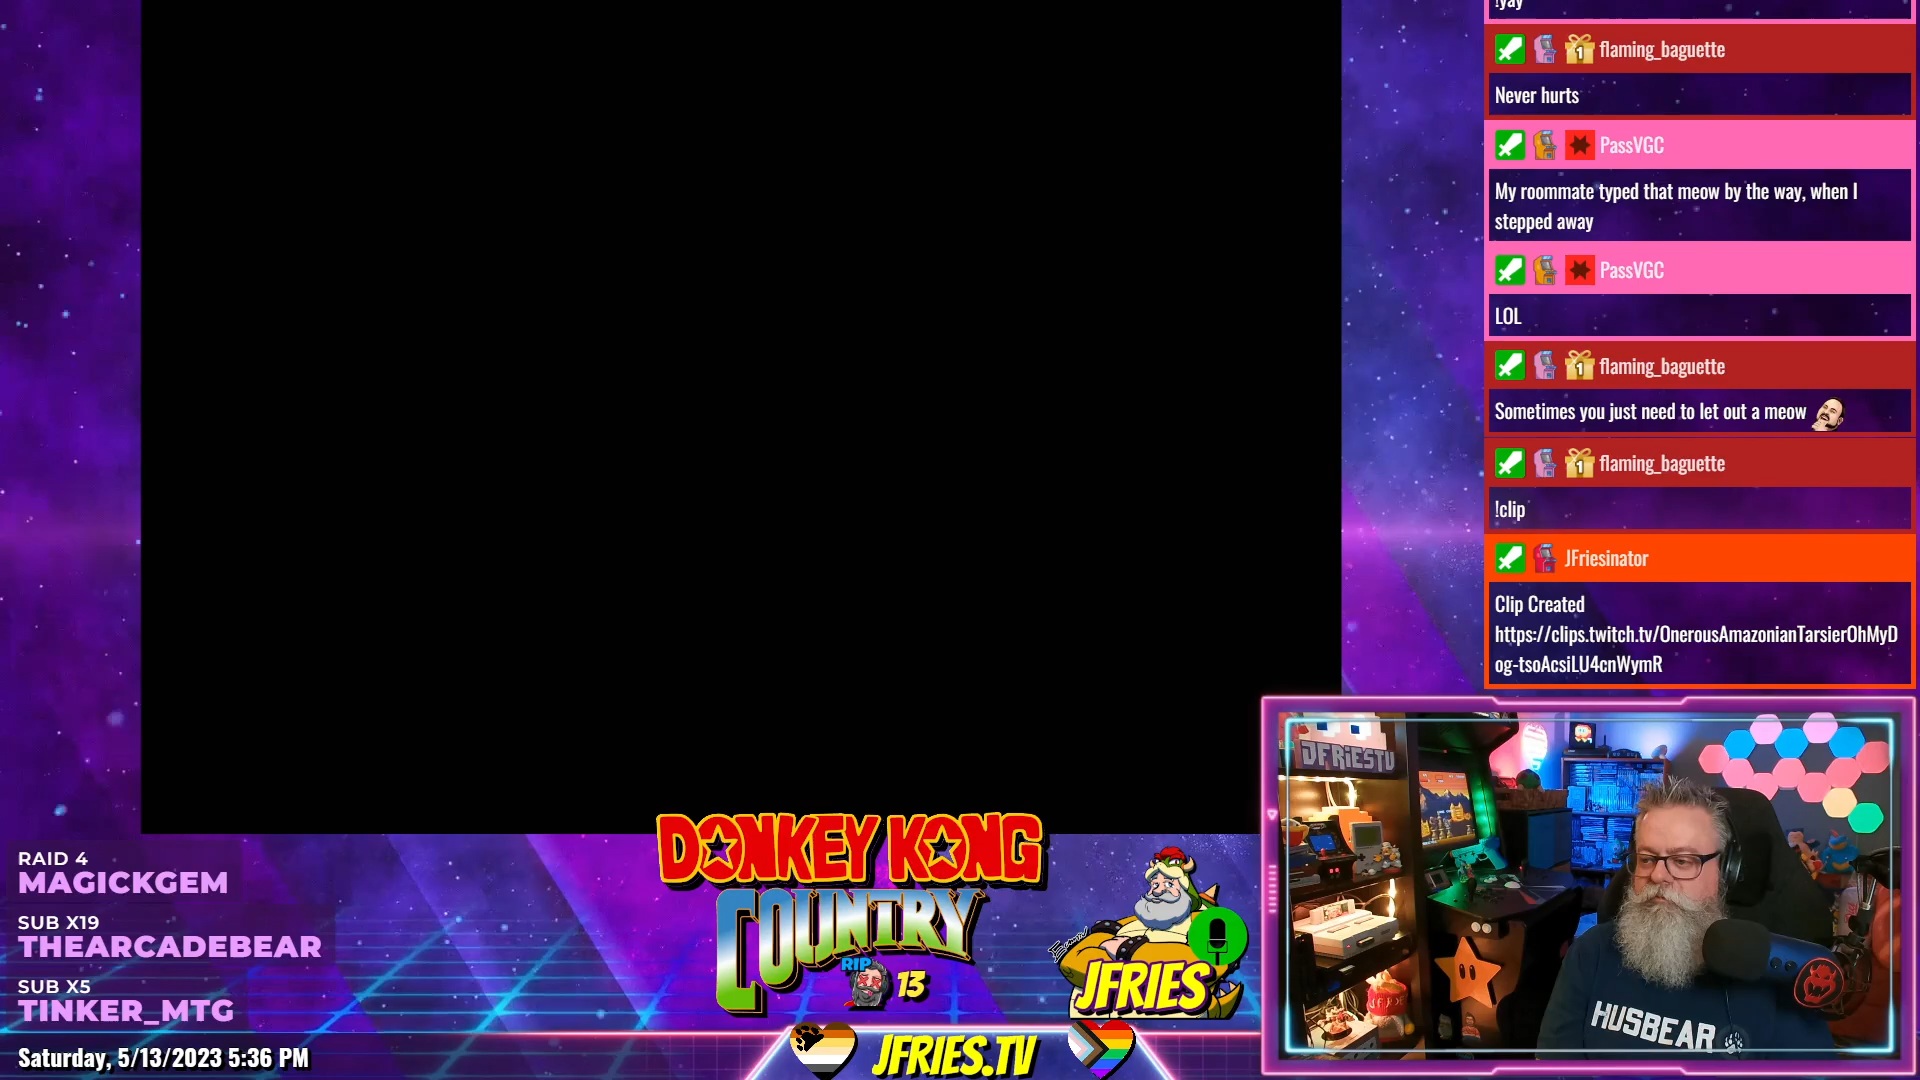 !yay
flaming_baguette
Never hurts
PassVGC
My roommate typed that meow by the way, when I
stepped away
PassVGC
LOL
flaming_baguette
Sometimes you just need to let out a meow
flaming_baguette
!clip
JFriesinator
Clip Created
https://clips.twitch.tv/OnerousAmazonianTarsierOhMyD
og-tsoAcsiLU4cnWymR
JFRIESTV
HUSBEAR
DONKEY KONG
COUNTRY
RIP
13
JFRIES
JFRIES.TV
RAID 4
MAGICKGEM
SUB X19
THEARCADEBEAR
SUB X5
TINKER_MTG
Saturday, 5/13/2023 5:36 PM